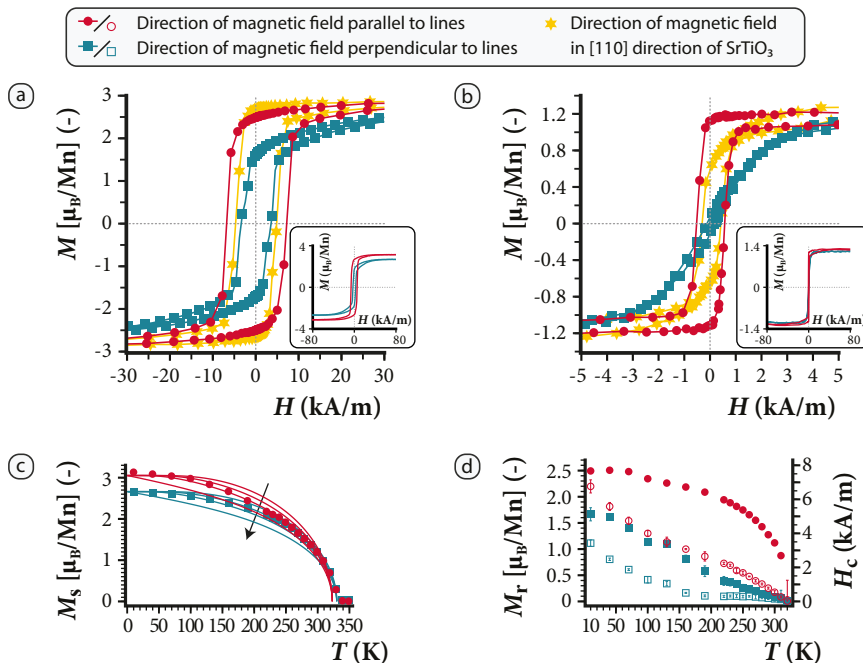 Direction of magnetic field parallel to lines
Direction of magnetic field perpendicular to lines
Direction of magnetic field
in [110] direction of SrTiO₃
a
M [μB/Mn] (-)
3
2
1
0
-1
-2
-3
-30 -20 -10 0 10 20 30
H (kA/m)
M (μB/Mn)
4
0
-4
H (kA/m)
-80 0 80
b
M [μB/Mn] (-)
1.2
0.8
0.4
0
-0.4
-0.8
-1.2
-5 -4 -3 -2 -1 0 1 2 3 4 5
H (kA/m)
M (μB/Mn)
1.4
0
-1.4
H (kA/m)
-80 0 80
c
Ms [μB/Mn] (-)
3
2
1
0
0 50 100 150 200 250 300 350
T (K)
d
Mr [μB/Mn] (-)
2.5
2.0
1.5
1.0
0.5
0
10 50 100 150 200 250 300
T (K)
8
6
4
2
0
Hc (kA/m)